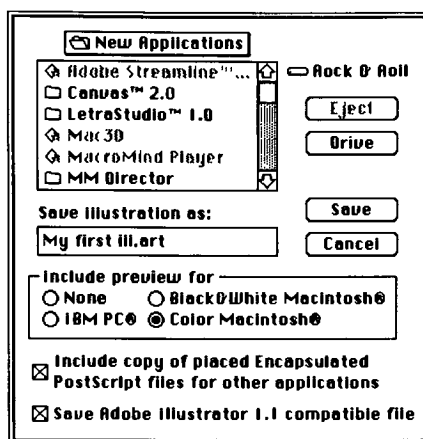 New Applications
Adobe Streamline™...
Canvas™ 2.0
LetraStudio™ 1.0
Mac3D
MacroMind Player
MM Director
Rock & Roll
Eject
Drive
Save illustration as:
My first ill.art
Save
Cancel
Include preview for
None
Black&White Macintosh®
IBM PC®
Color Macintosh®
Include copy of placed Encapsulated
PostScript files for other applications
Save Adobe Illustrator 1.1 compatible file